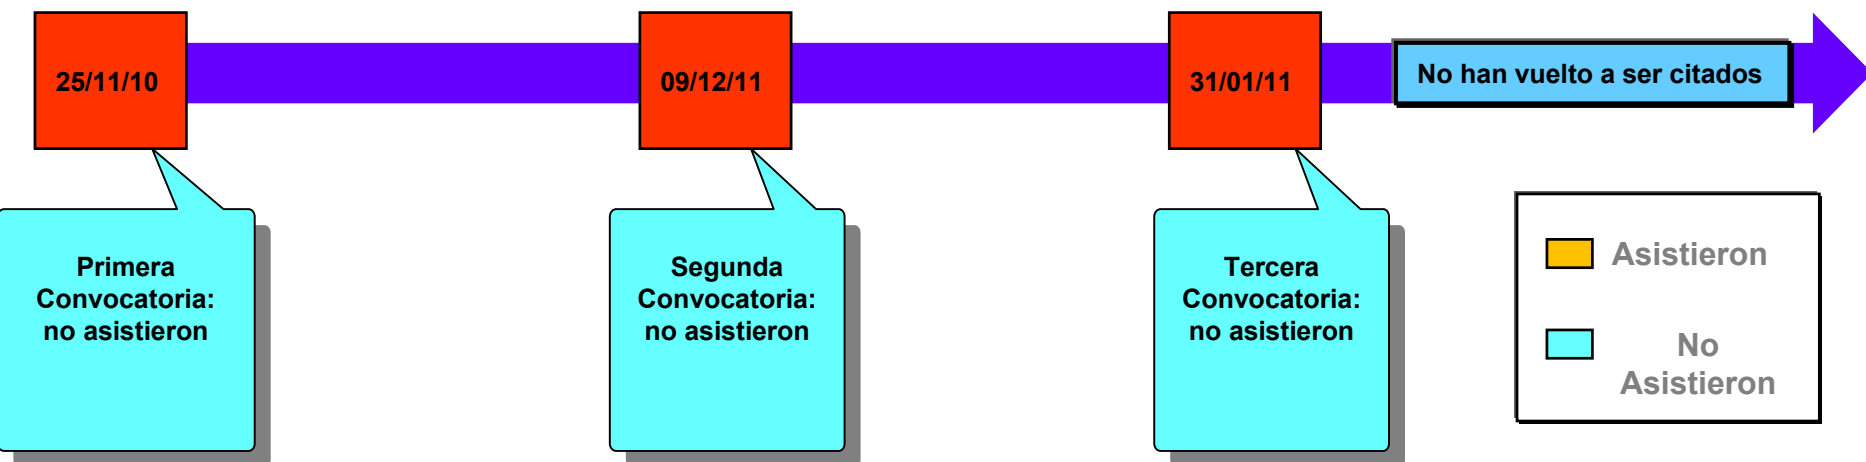 25/11/10
09/12/11
31/01/11
No han vuelto a ser citados
Primera
Convocatoria:
no asistieron
Segunda
Convocatoria:
no asistieron
Tercera
Convocatoria:
no asistieron
Asistieron
No
Asistieron